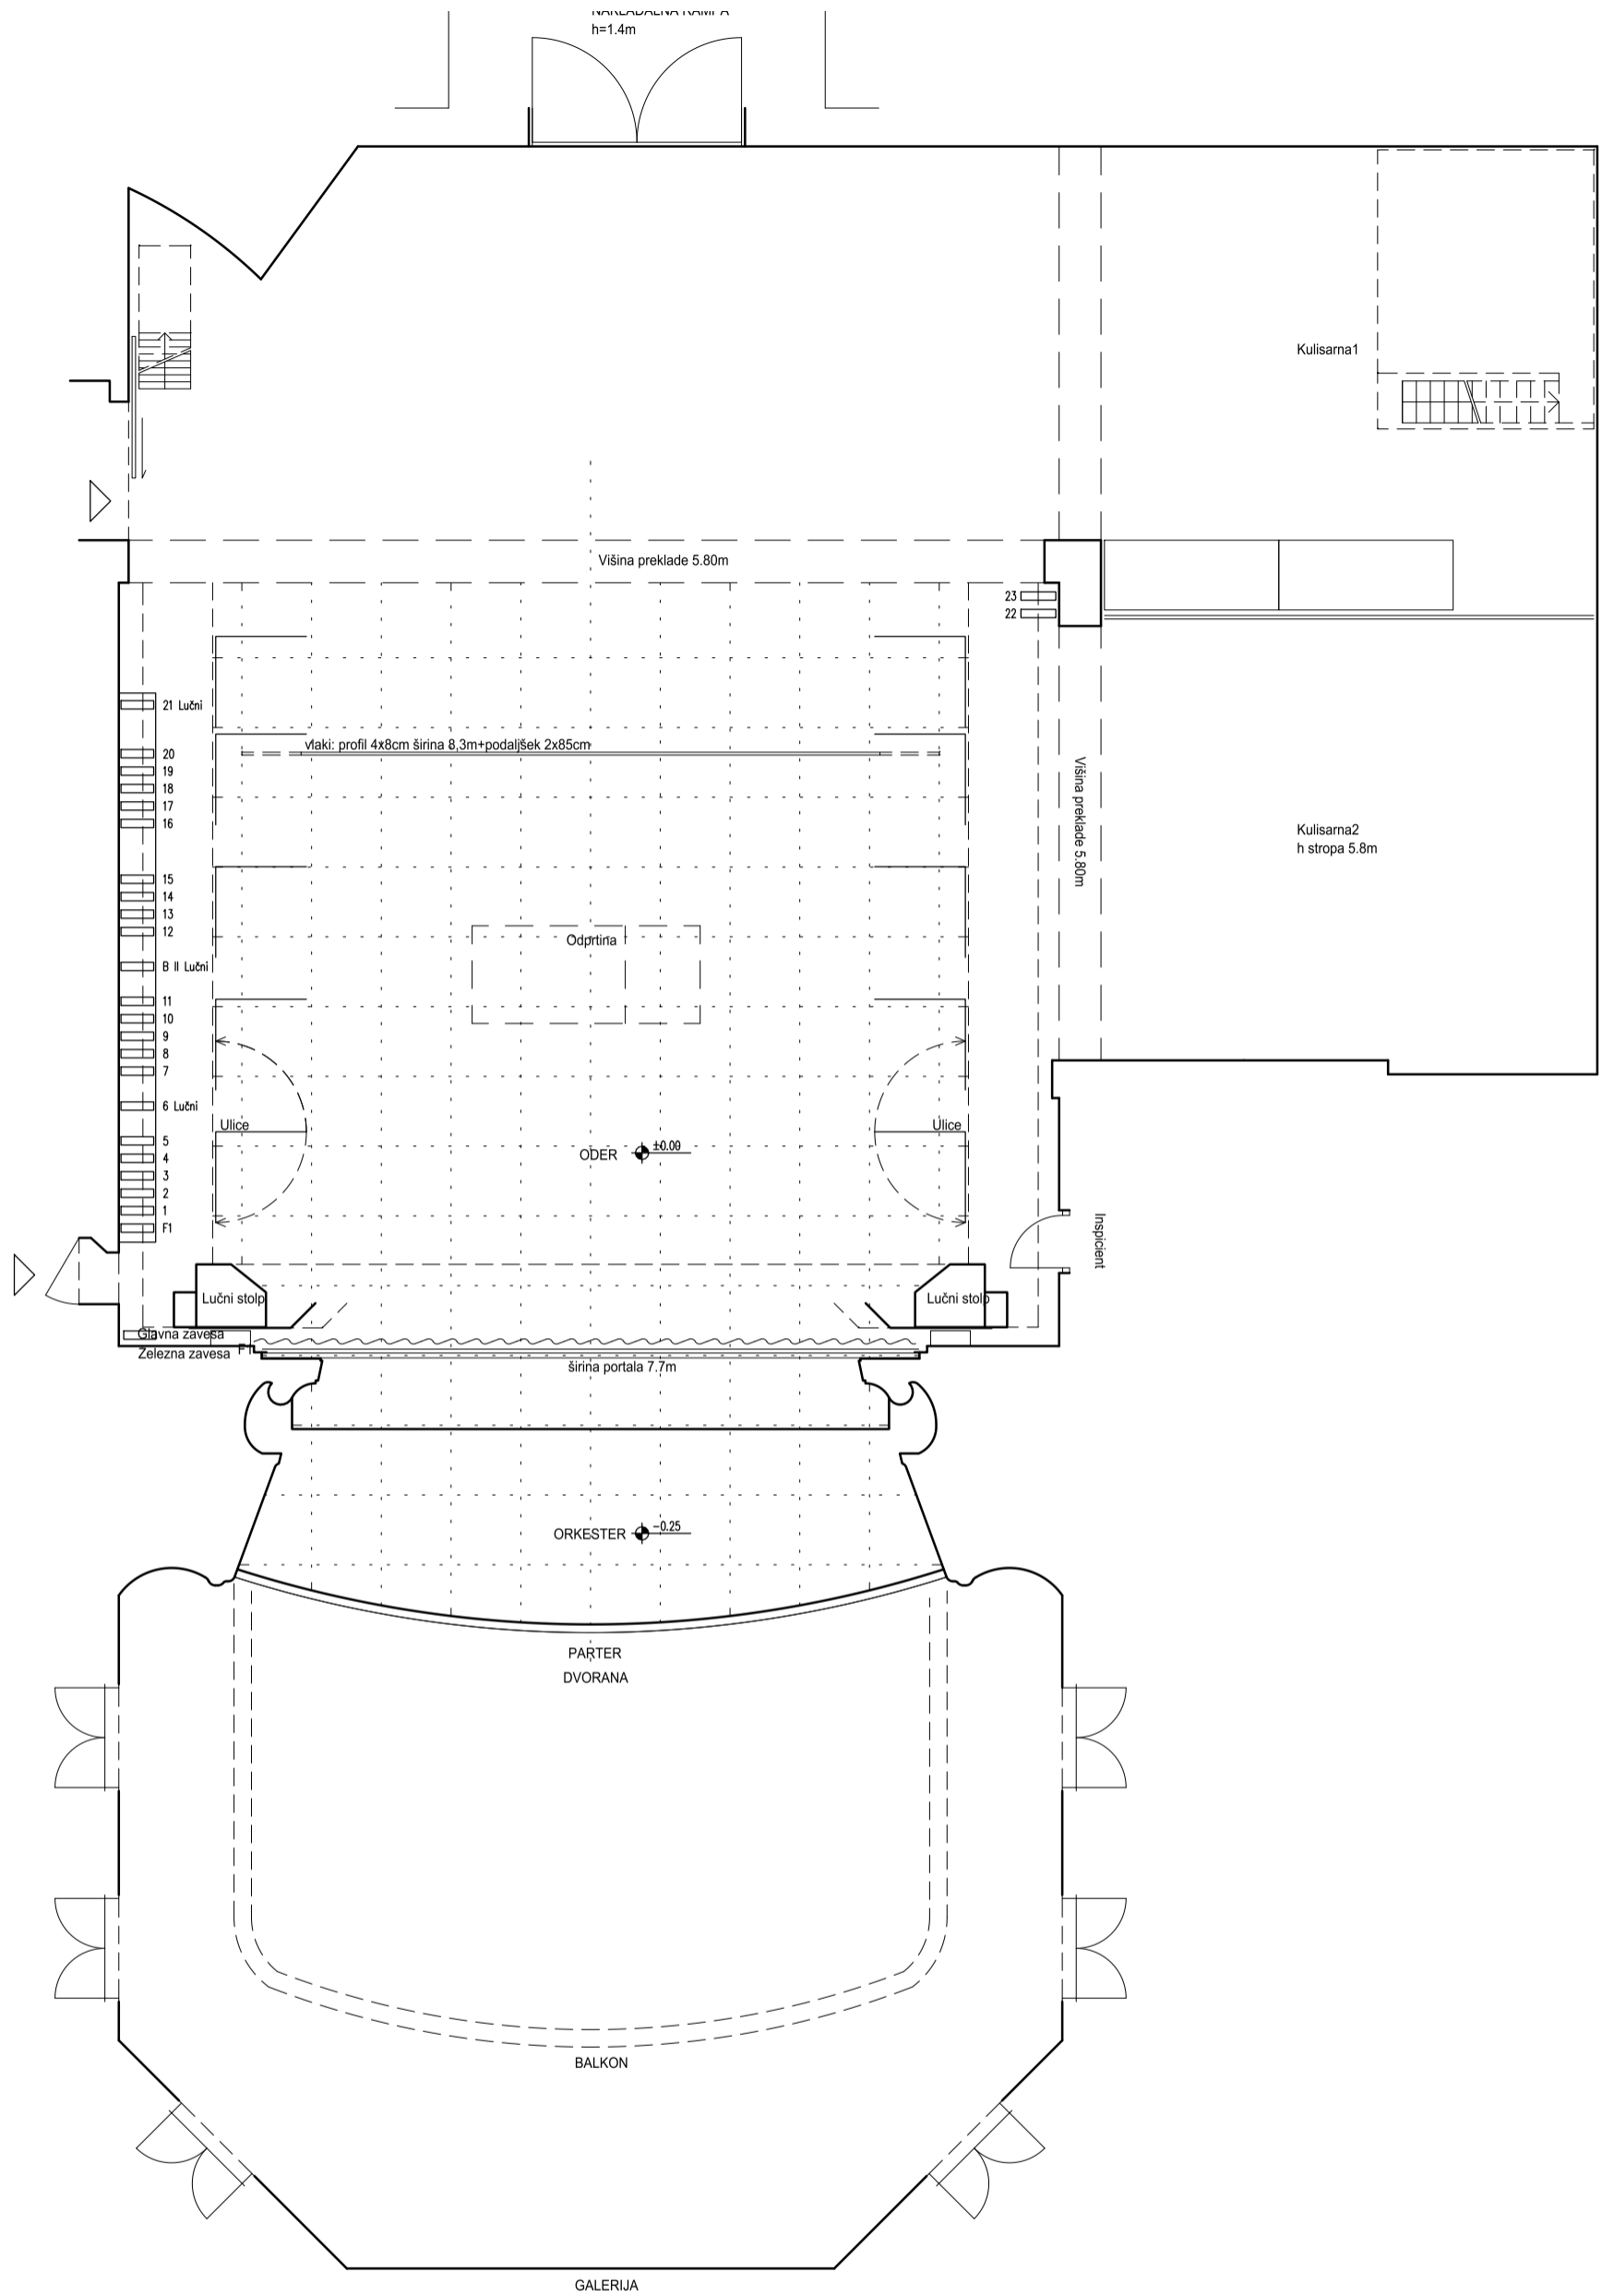 NAKLADALNA RAMPA
h=1.4m
Kulisarna1
Višina preklade 5.80m
23
22
21 Lučni
vlaki: profil 4x8cm širina 8,3m+podaljšek 2x85cm
20
19
18
17
16
Višina preklade 5.80m
Kulisarna2
h stropa 5.8m
15
14
13
12
Odprtina
B II Lučni
11
10
9
8
7
6 Lučni
Ulice
Ulice
5
4
3
2
1
F1
ODER
±0.00
Inspicient
Lučni stolp
Lučni stolp
Glavna zavesa
Železna zavesa
F1
širina portala 7.7m
ORKESTER
-0.25
PARTER
DVORANA
BALKON
GALERIJA